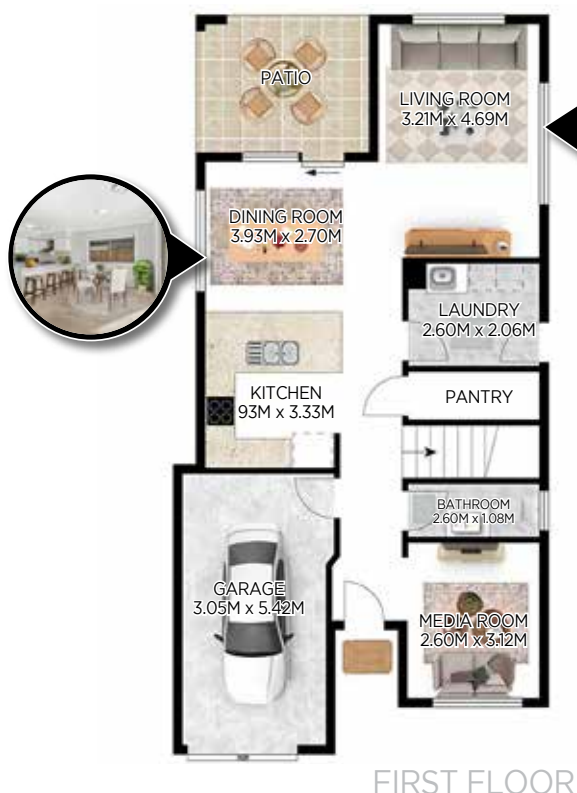 PATIO
LIVING ROOM
3.21M x 4.69M
DINING ROOM
3.93M x 2.70M
LAUNDRY
2.60M x 2.06M
KITCHEN
93M x 3.33M
PANTRY
BATHROOM
2.60M x 1.08M
GARAGE
3.05M x 5.42M
MEDIA ROOM
2.60M x 3.12M
FIRST FLOOR